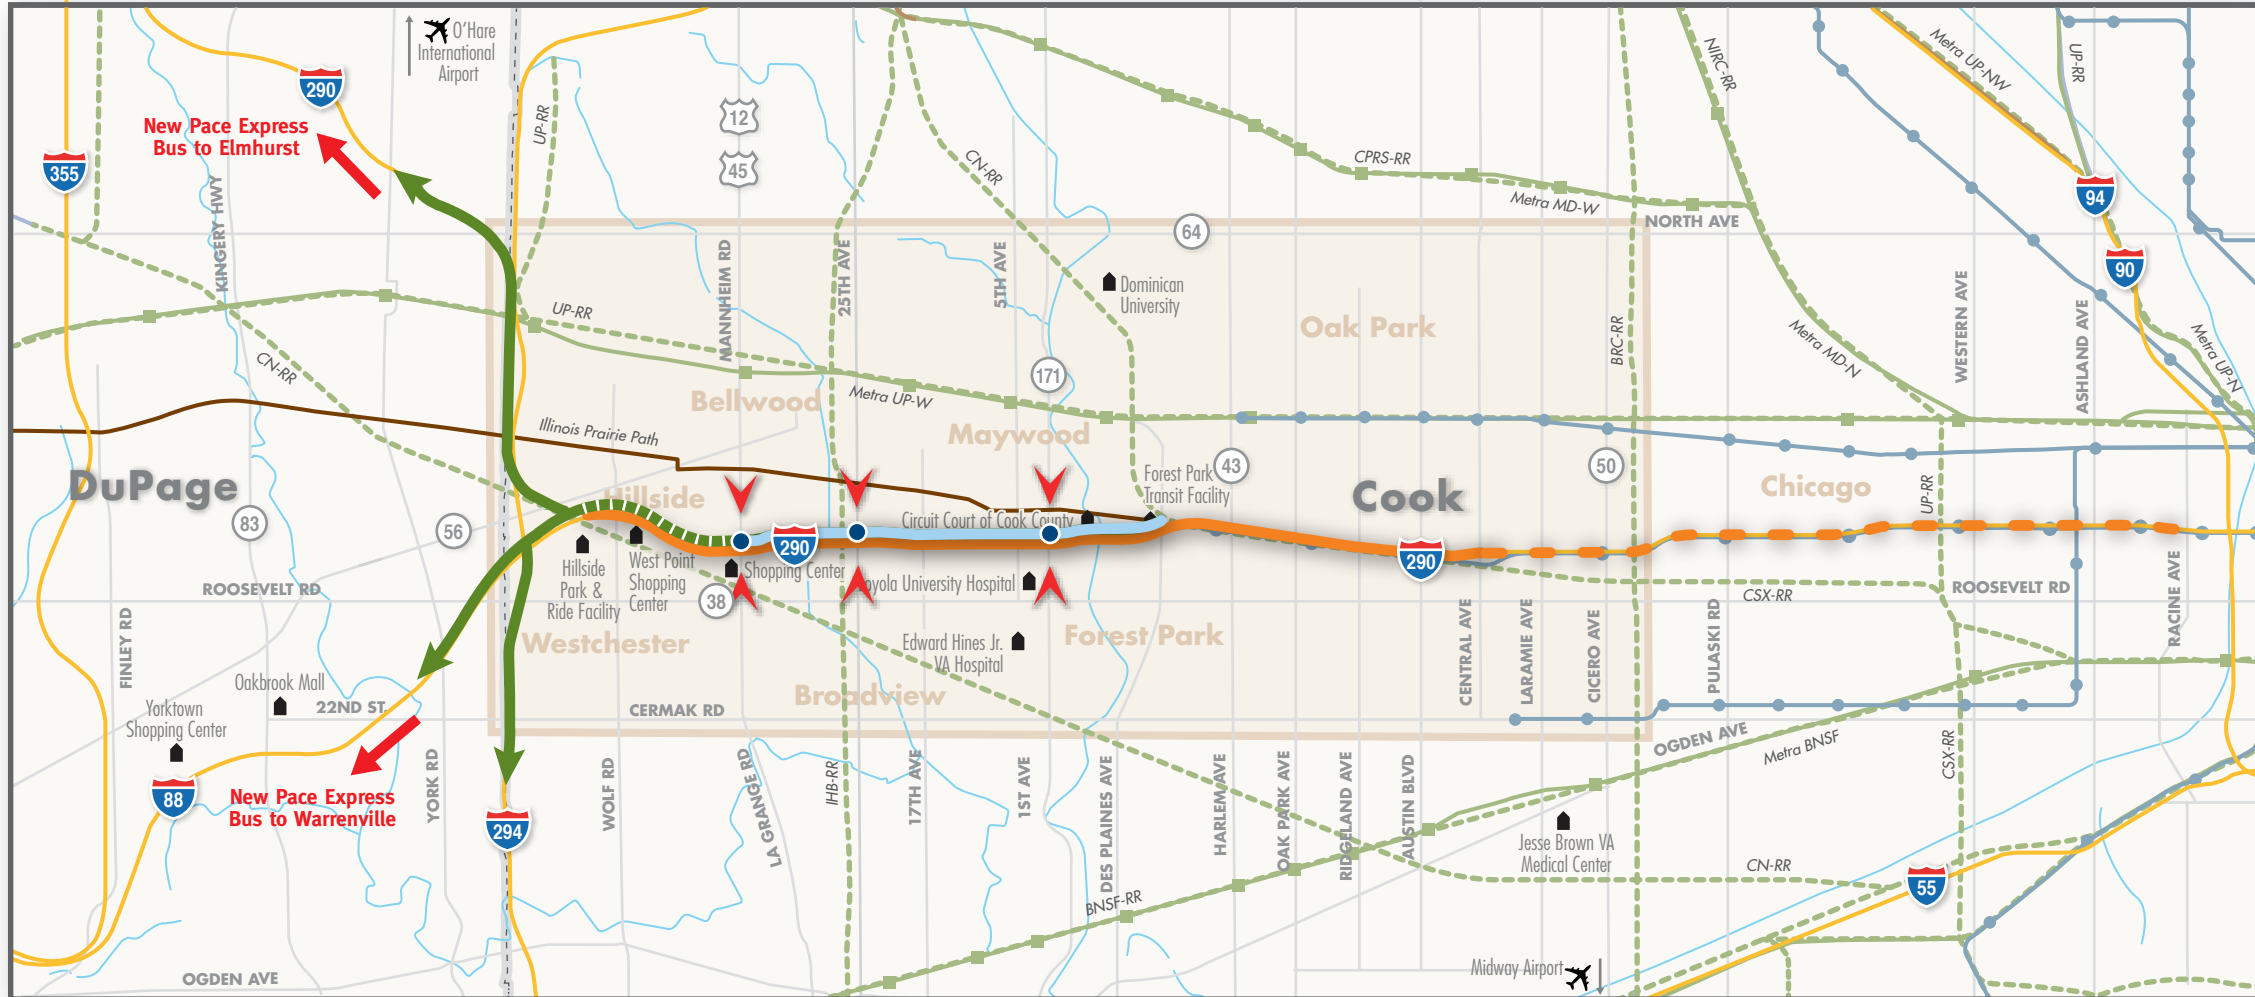 O'Hare
International
Airport
290
New Pace Express
Bus to Elmhurst
355
UP-RR
12
45
KINGERY HWY
CN-RR
CPRS-RR
Metra MD-W
NIRC-RR
Metra UP-NW
UP-RR
94
90
NORTH AVE
64
MANNHEIM RD
25TH AVE
5TH AVE
Dominican
University
Oak Park
UP-RR
CN-RR
Bellwood
Metra UP-W
171
Maywood
BRC-RR
Metra MD-N
WESTERN AVE
ASHLAND AVE
Metra UP-N
Illinois Prairie Path
DuPage
83
56
Hillside
Forest Park
Transit Facility
43
Cook
50
Chicago
UP-RR
Circuit Court of Cook County
290
290
Hillside
Park &
Ride Facility
West Point
Shopping
Center
Shopping Center
38
oyola University Hospital
ROOSEVELT RD
FINLEY RD
Westchester
Edward Hines Jr.
VA Hospital
Forest Park
Broadview
CENTRAL AVE
LARAMIE AVE
CICERO AVE
PULASKI RD
CSX-RR
ROOSEVELT RD
RACINE AVE
Oakbrook Mall
22ND ST.
Yorktown
Shopping Center
88
New Pace Express
Bus to Warrenville
CERMAK RD
YORK RD
294
WOLF RD
LA GRANGE RD
IHB-RR
17TH AVE
1ST AVE
DES PLAINES AVE
HARLEM AVE
OAK PARK AVE
RIDGELAND AVE
AUSTIN BLVD
OGDEN AVE
Metra BNSF
CSX-RR
Jesse Brown VA
Medical Center
CN-RR
55
BNSF-RR
Midway Airport
OGDEN AVE